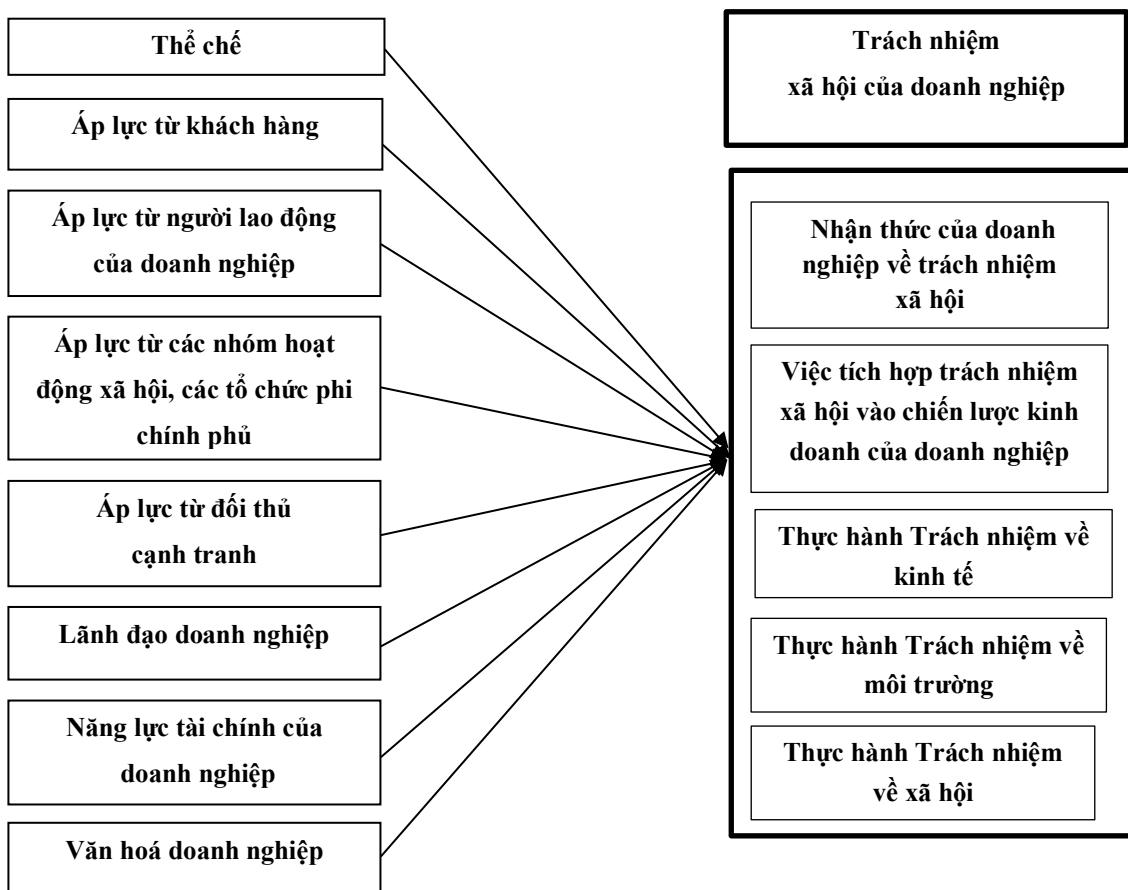 Thể chế
Áp lực từ khách hàng
Áp lực từ người lao động
của doanh nghiệp
Áp lực từ các nhóm hoạt
động xã hội, các tổ chức phi
chính phủ
Áp lực từ đối thủ
cạnh tranh
Lãnh đạo doanh nghiệp
Năng lực tài chính của
doanh nghiệp
Văn hoá doanh nghiệp
Trách nhiệm
xã hội của doanh nghiệp
Nhận thức của doanh
nghiệp về trách nhiệm
xã hội
Việc tích hợp trách nhiệm
xã hội vào chiến lược kinh
doanh của doanh nghiệp
Thực hành Trách nhiệm về
kinh tế
Thực hành Trách nhiệm về
môi trường
Thực hành Trách nhiệm
về xã hội